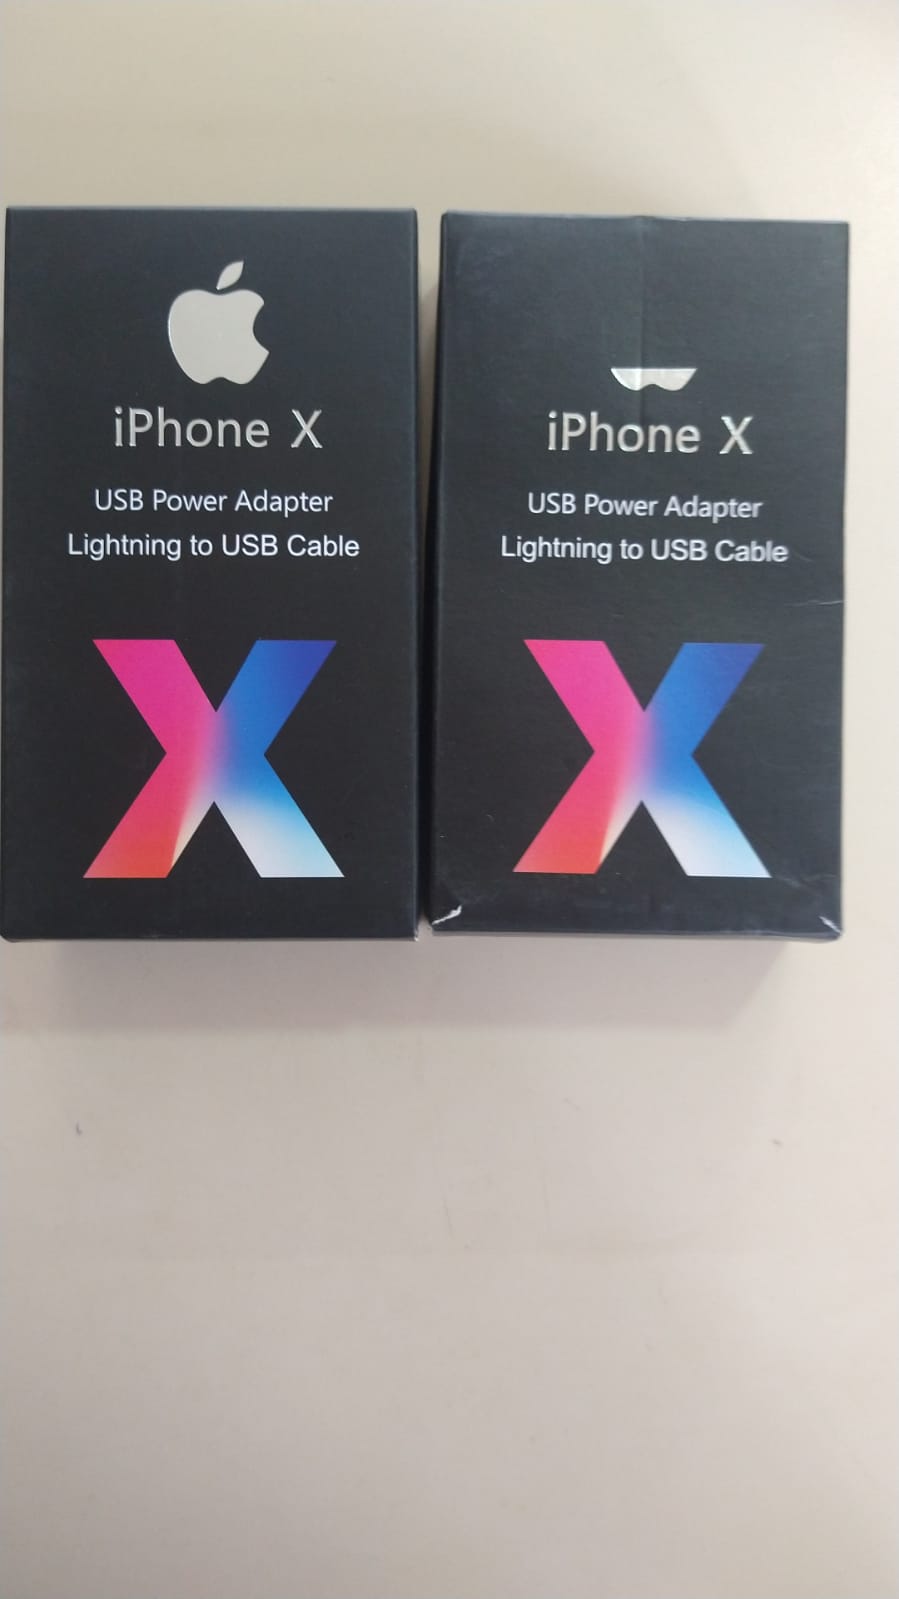 iPhone X
USB Power Adapter
Lightning to USB Cable
X
iPhone X
USB Power Adapter
Lightning to USB Cable
X